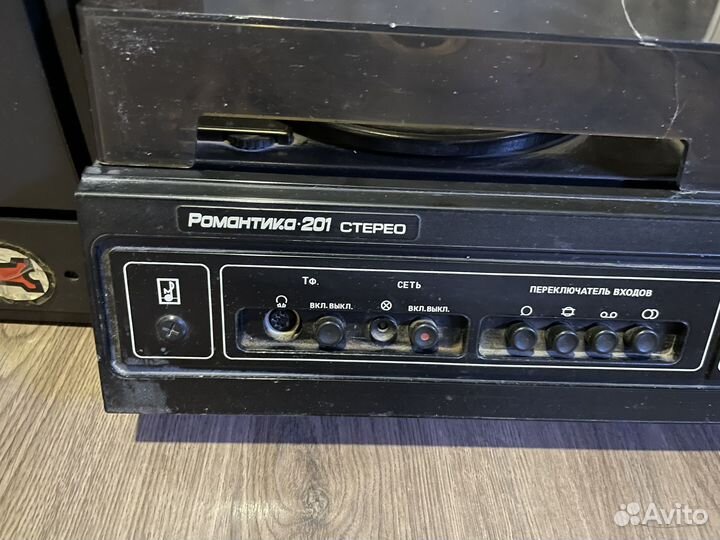 Романтика·201 СТЕРЕО
ТФ. СЕТЬ ПЕРЕКЛЮЧАТЕЛЬ ВХОДОВ
ВКЛ.ВЫКЛ. ВКЛ.ВЫКЛ.
Avito